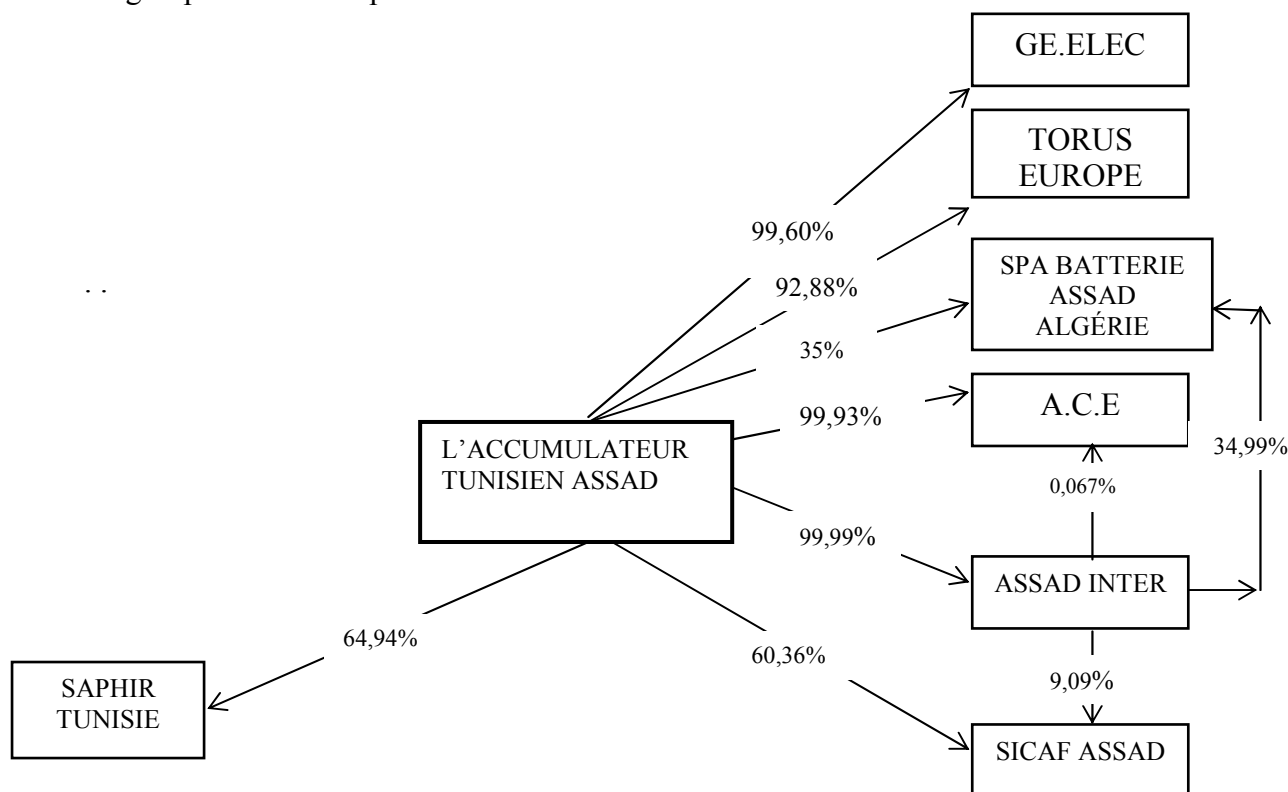 GE.ELEC
TORUS
EUROPE
99,60%
92,88%
SPA BATTERIE
ASSAD
ALGÉRIE
35%
99,93%
A.C.E
34,99%
L'ACCUMULATEUR
TUNISIEN ASSAD
0,067%
99,99%
ASSAD INTER
64,94%
60,36%
9,09%
SAPHIR
TUNISIE
SICAF ASSAD